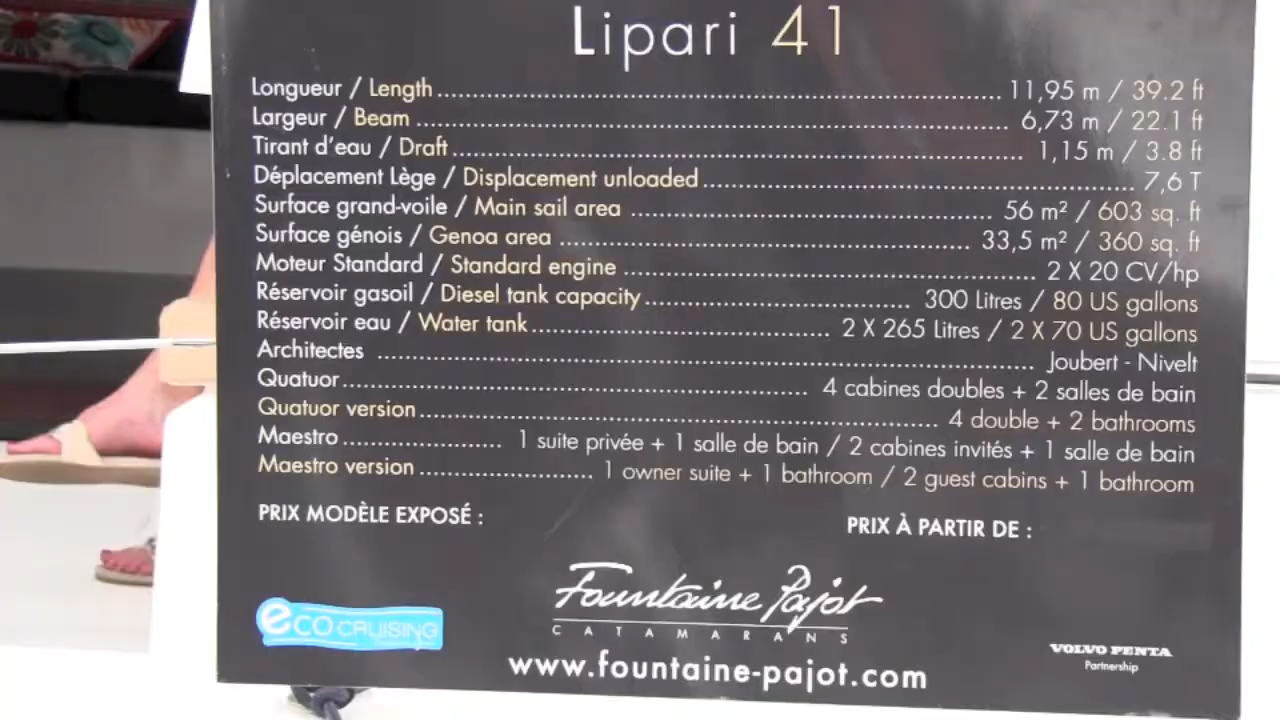 Lipari 41
Longueur / Length ........ 11,95 m / 39.2 ft
Largeur / Beam ........ 6,73 m / 22.1 ft
Tirant d'eau / Draft ........ 1,15 m / 3.8 ft
Déplacement Lège / Displacement unloaded ........ 7,6 T
Surface grand-voile / Main sail area ........ 56 m² / 603 sq. ft
Surface génois / Genoa area ........ 33,5 m² / 360 sq. ft
Moteur Standard / Standard engine ........ 2 X 20 CV/hp
Réservoir gasoil / Diesel tank capacity ........ 300 Litres / 80 US gallons
Réservoir eau / Water tank ........ 2 X 265 Litres / 2 X 70 US gallons
Architectes ........ Joubert - Nivelt
Quatuor ........ 4 cabines doubles + 2 salles de bain
Quatuor version ........ 4 double + 2 bathrooms
Maestro ........ 1 suite privée + 1 salle de bain / 2 cabines invités + 1 salle de bain
Maestro version ........ 1 owner suite + 1 bathroom / 2 guest cabins + 1 bathroom
PRIX MODÈLE EXPOSÉ :
PRIX À PARTIR DE :
Fountaine Pajot
CATAMARANS
eco CRUISING
VOLVO PENTA
Partnership
www.fountaine-pajot.com